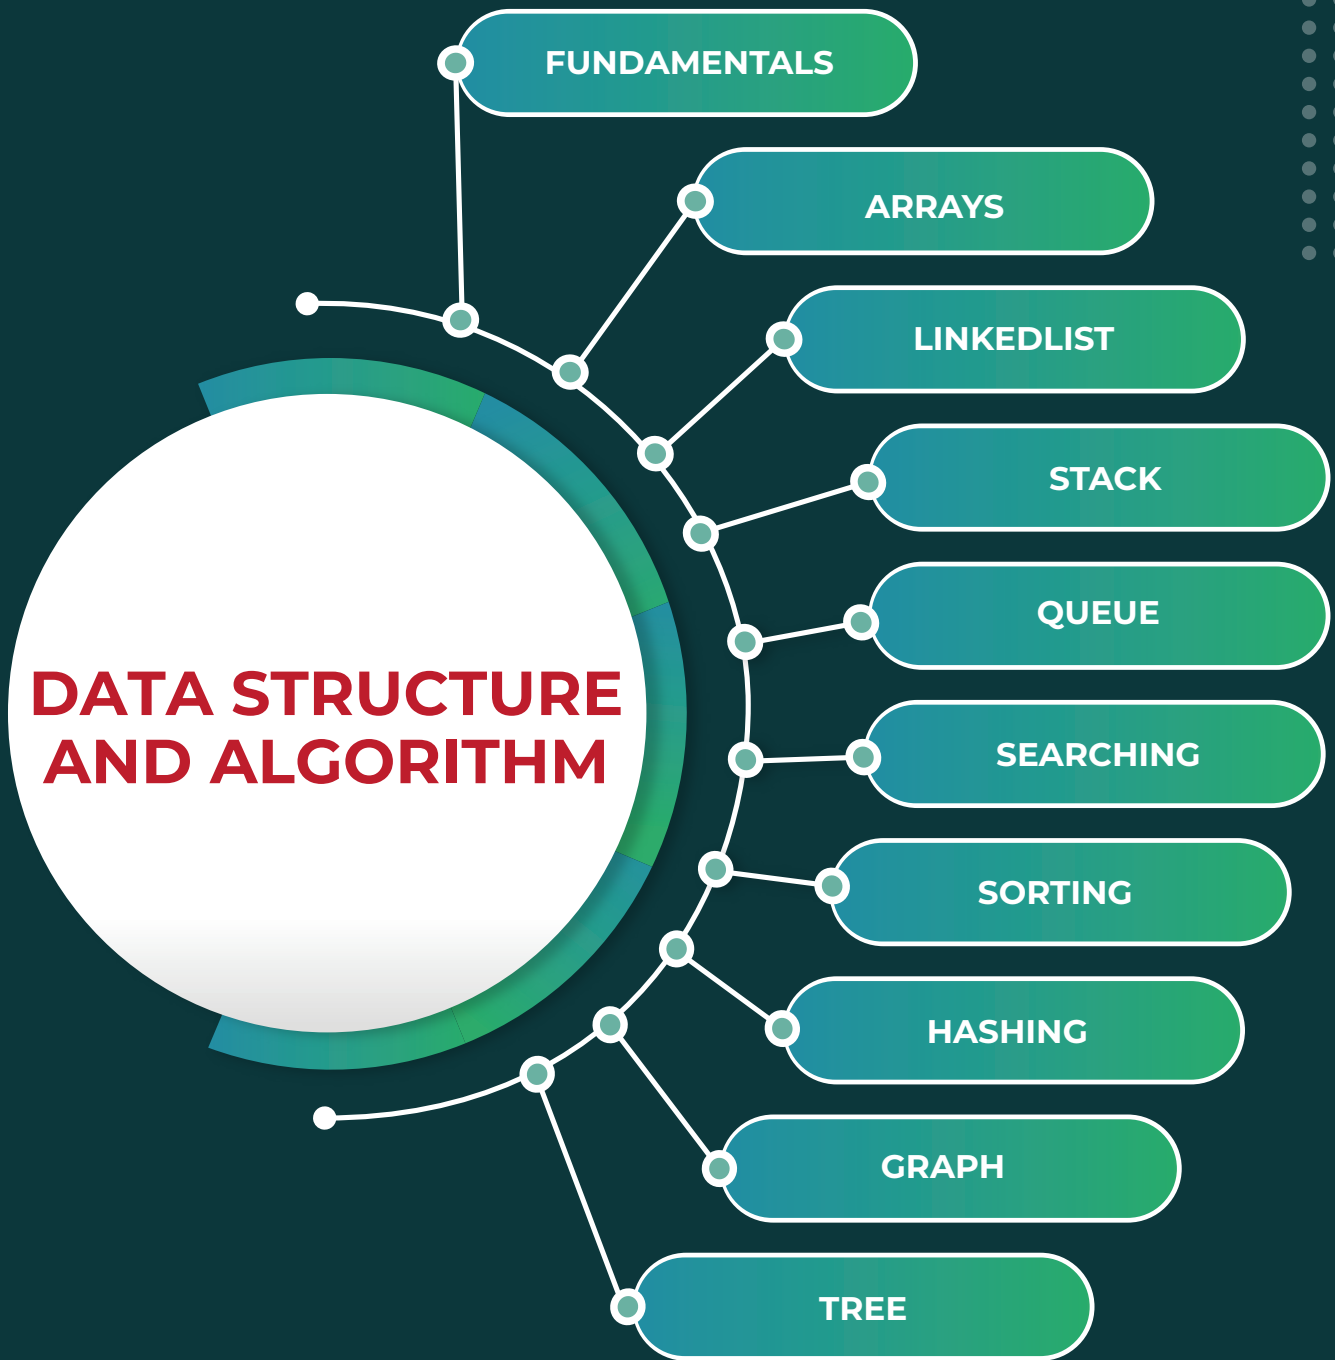 FUNDAMENTALS
ARRAYS
LINKEDLIST
STACK
QUEUE
DATA STRUCTURE
AND ALGORITHM
SEARCHING
SORTING
HASHING
GRAPH
TREE